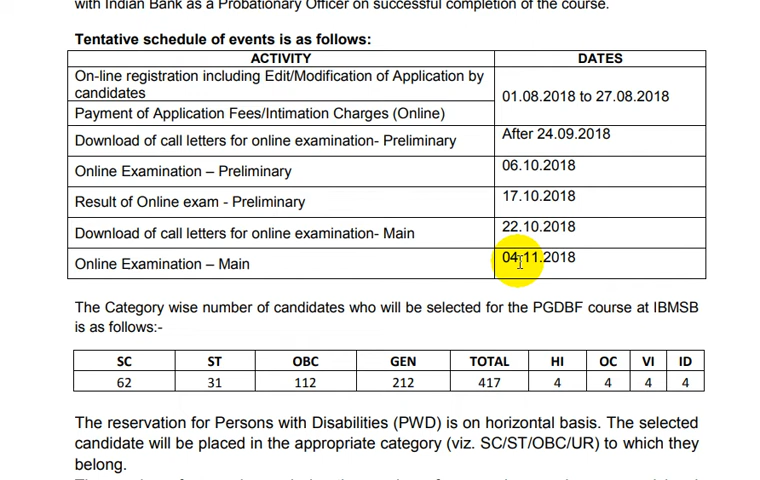 with Indian Bank as a Probationary Officer on successful completion of the course.
Tentative schedule of events is as follows:
ACTIVITY DATES
On-line registration including Edit/Modification of Application by
candidates
01.08.2018 to 27.08.2018
Payment of Application Fees/Intimation Charges (Online)
Download of call letters for online examination- Preliminary After 24.09.2018
Online Examination – Preliminary 06.10.2018
Result of Online exam - Preliminary 17.10.2018
Download of call letters for online examination- Main 22.10.2018
Online Examination – Main 04.11.2018
The Category wise number of candidates who will be selected for the PGDBF course at IBMSB
is as follows:-
SC ST OBC GEN TOTAL HI OC VI ID
62 31 112 212 417 4 4 4 4
The reservation for Persons with Disabilities (PWD) is on horizontal basis. The selected
candidate will be placed in the appropriate category (viz. SC/ST/OBC/UR) to which they
belong.